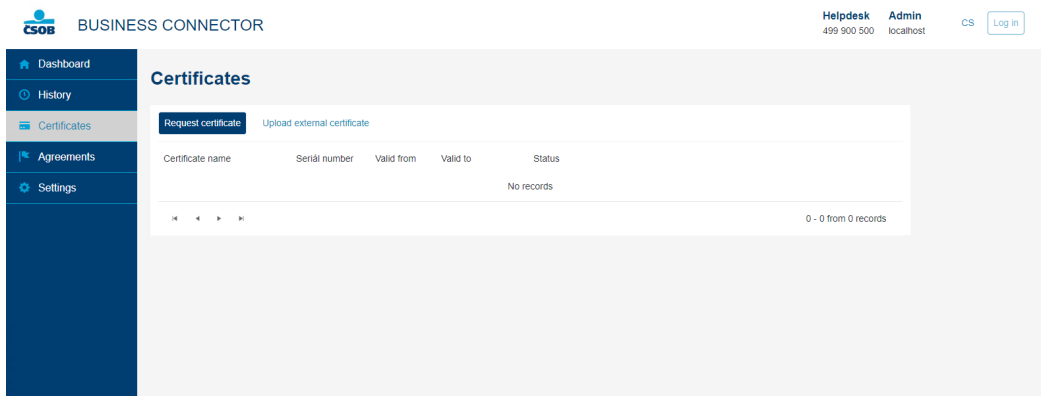 ČSOB BUSINESS CONNECTOR
Helpdesk Admin
499 900 500 localhost
CS Log in
Dashboard
History
Certificates
Agreements
Settings
Certificates
Request certificate Upload external certificate
Certificate name Seriál number Valid from Valid to Status
No records
0 - 0 from 0 records